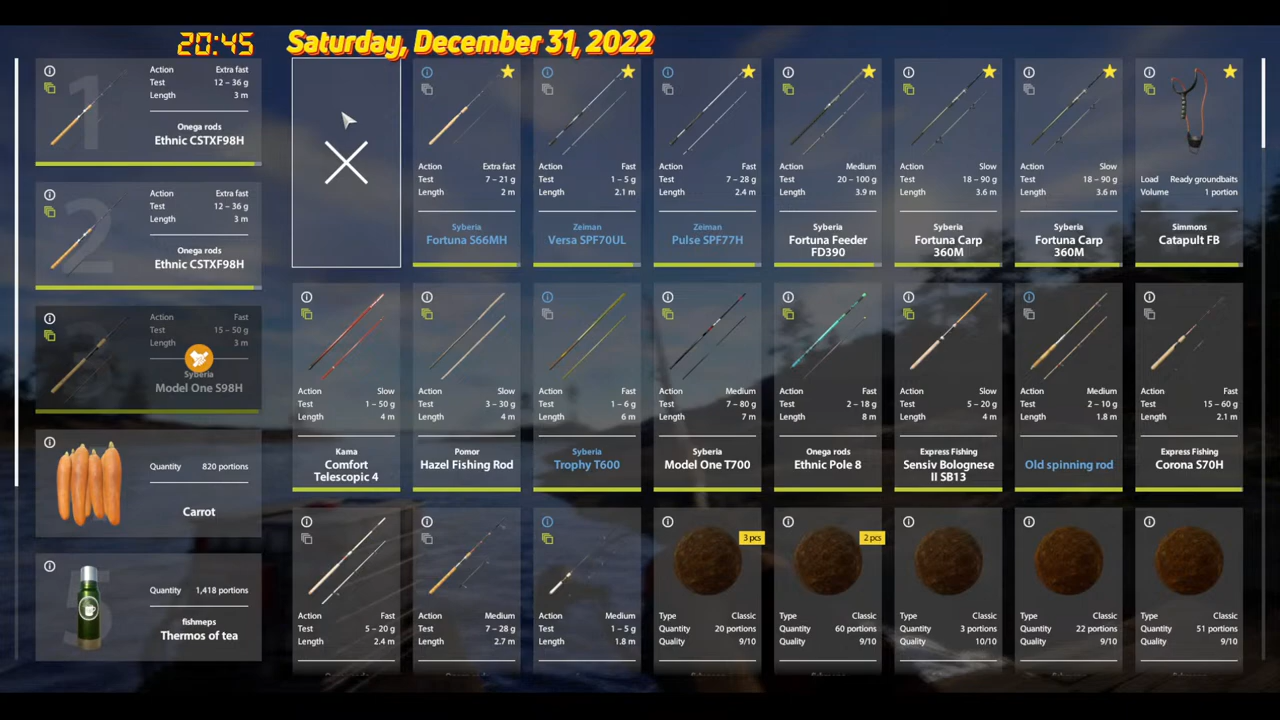 20:45
Saturday, December 31, 2022
1
Action Extra fast
Test 12 – 36 g
Length 3 m
Onega rods
Ethnic CSTXF98H
2
Action Extra fast
Test 12 – 36 g
Length 3 m
Onega rods
Ethnic CSTXF98H
3
Action Fast
Test 15 – 50 g
Length 3 m
Syberia
Model One S98H
Quantity 820 portions
Carrot
5
Quantity 1,418 portions
fishmeps
Thermos of tea
Action Extra fast
Test 7 – 21 g
Length 2 m
Syberia
Fortuna S66MH
Action Fast
Test 1 – 5 g
Length 2.1 m
Zeiman
Versa SPF70UL
Action Fast
Test 7 – 28 g
Length 2.4 m
Zeiman
Pulse SPF77H
Action Medium
Test 20 – 100 g
Length 3.9 m
Syberia
Fortuna Feeder
FD390
Action Slow
Test 18 – 90 g
Length 3.6 m
Syberia
Fortuna Carp
360M
Action Slow
Test 18 – 90 g
Length 3.6 m
Syberia
Fortuna Carp
360M
Load Ready groundbaits
Volume 1 portion
Simmons
Catapult FB
Action Slow
Test 1 – 50 g
Length 4 m
Kama
Comfort
Telescopic 4
Action Slow
Test 3 – 30 g
Length 4 m
Pomor
Hazel Fishing Rod
Action Fast
Test 1 – 6 g
Length 6 m
Syberia
Trophy T600
Action Medium
Test 7 – 80 g
Length 7 m
Syberia
Model One T700
Action Fast
Test 2 – 18 g
Length 8 m
Onega rods
Ethnic Pole 8
Action Fast
Test 5 – 20 g
Length 4 m
Express Fishing
Sensiv Bolognese
II SB13
Action Medium
Test 2 – 10 g
Length 1.8 m
Old spinning rod
Action Fast
Test 15 – 60 g
Length 2.1 m
Express Fishing
Corona S70H
Action Fast
Test 5 – 20 g
Length 2.4 m
Action Medium
Test 7 – 28 g
Length 2.7 m
Action Medium
Test 1 – 5 g
Length 1.8 m
3 pcs
Type Classic
Quantity 20 portions
Quality 9/10
2 pcs
Type Classic
Quantity 60 portions
Quality 9/10
Type Classic
Quantity 3 portions
Quality 10/10
Type Classic
Quantity 22 portions
Quality 9/10
Type Classic
Quantity 51 portions
Quality 9/10